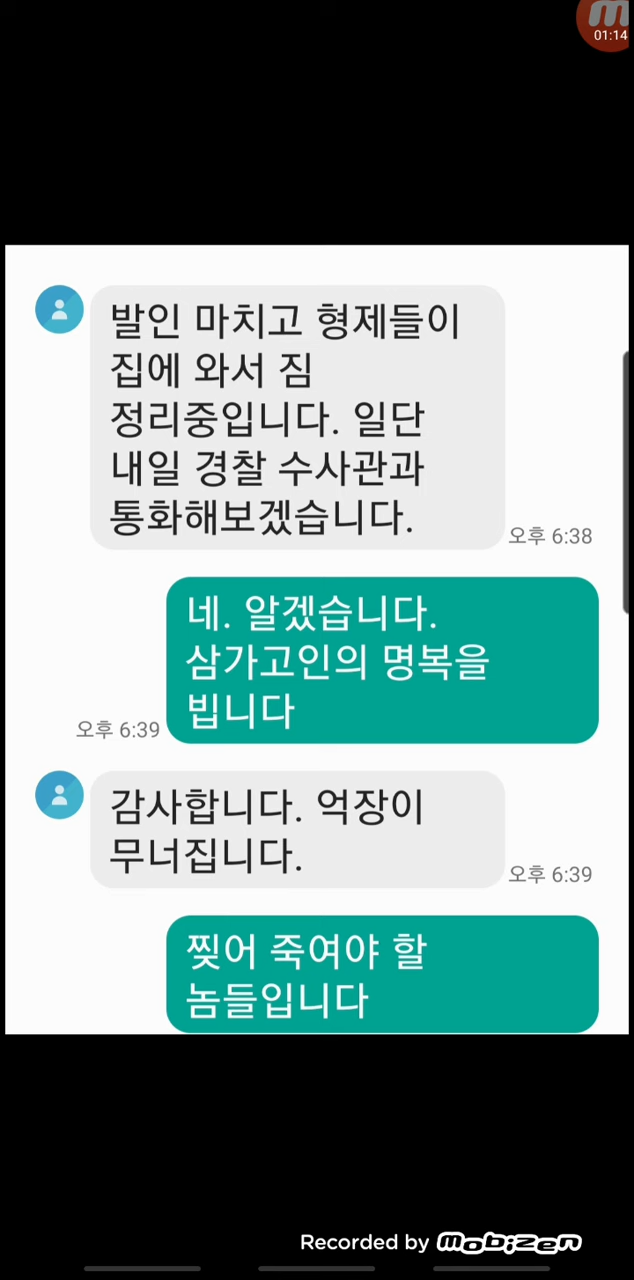 01:14
발인 마치고 형제들이
집에 와서 짐
정리중입니다. 일단
내일 경찰 수사관과
통화해보겠습니다.
오후 6:38
네. 알겠습니다.
삼가고인의 명복을
빕니다
오후 6:39
감사합니다. 억장이
무너집니다.
오후 6:39
찢어 죽여야 할
놈들입니다
Recorded by mobizen